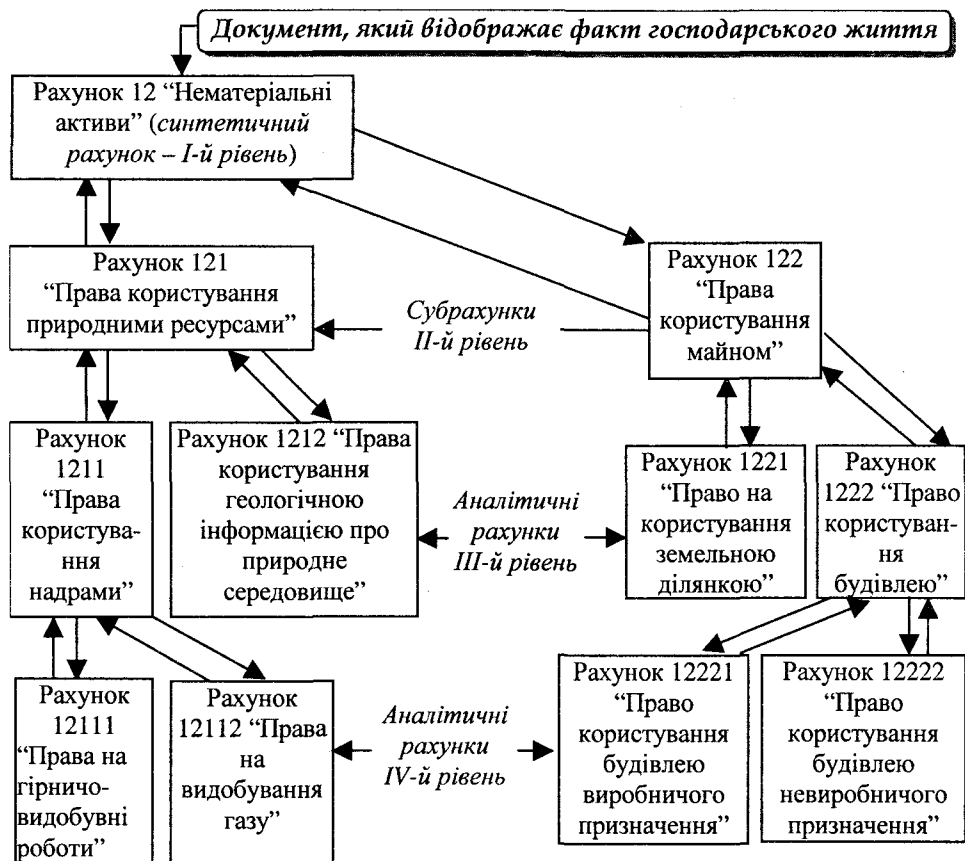 Документ, який відображає факт господарського життя
Рахунок 12 “Нематеріальні
активи” (синтетичний
рахунок – І-й рівень)
Рахунок 121
“Права користування
природними ресурсами”
Субрахунки
ІІ-й рівень
Рахунок 122
“Права
користування
майном”
Рахунок
1211
“Права
користува-
ння
надрами”
Рахунок 1212 “Права
користування
геологічною
інформацією про
природне
середовище”
Аналітичні
рахунки
ІІІ-й рівень
Рахунок 1221
“Право на
користування
земельною
ділянкою”
Рахунок
1222 “Право
користуван-
ня
будівлею”
Рахунок
12111
“Права на
гірничо-
видобувні
роботи”
Рахунок
12112 “Права
на
видобування
газу”
Аналітичні
рахунки
IV-й рівень
Рахунок 12221
“Право
користування
будівлею
виробничого
призначення”
Рахунок 12222
“Право
користування
будівлею
невиробничого
призначення”